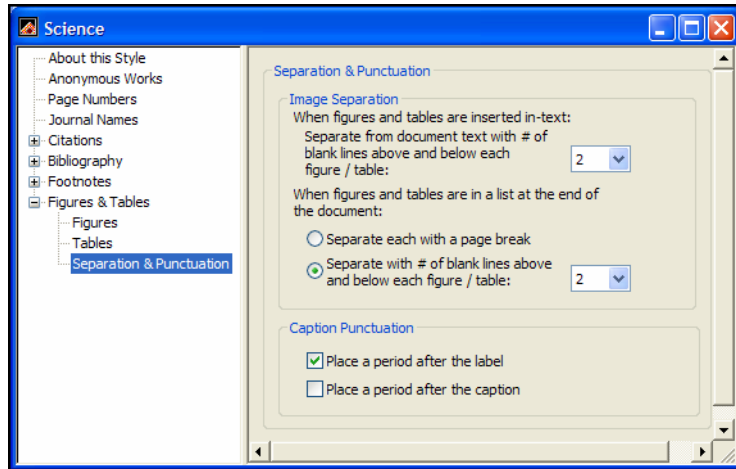 Science
About this Style
Anonymous Works
Page Numbers
Journal Names
Citations
Bibliography
Footnotes
Figures & Tables
Figures
Tables
Separation & Punctuation
Separation & Punctuation
Image Separation
When figures and tables are inserted in-text:
Separate from document text with # of
blank lines above and below each
figure / table:
2
When figures and tables are in a list at the end of
the document:
Separate each with a page break
Separate with # of blank lines above
and below each figure / table:
2
Caption Punctuation
Place a period after the label
Place a period after the caption